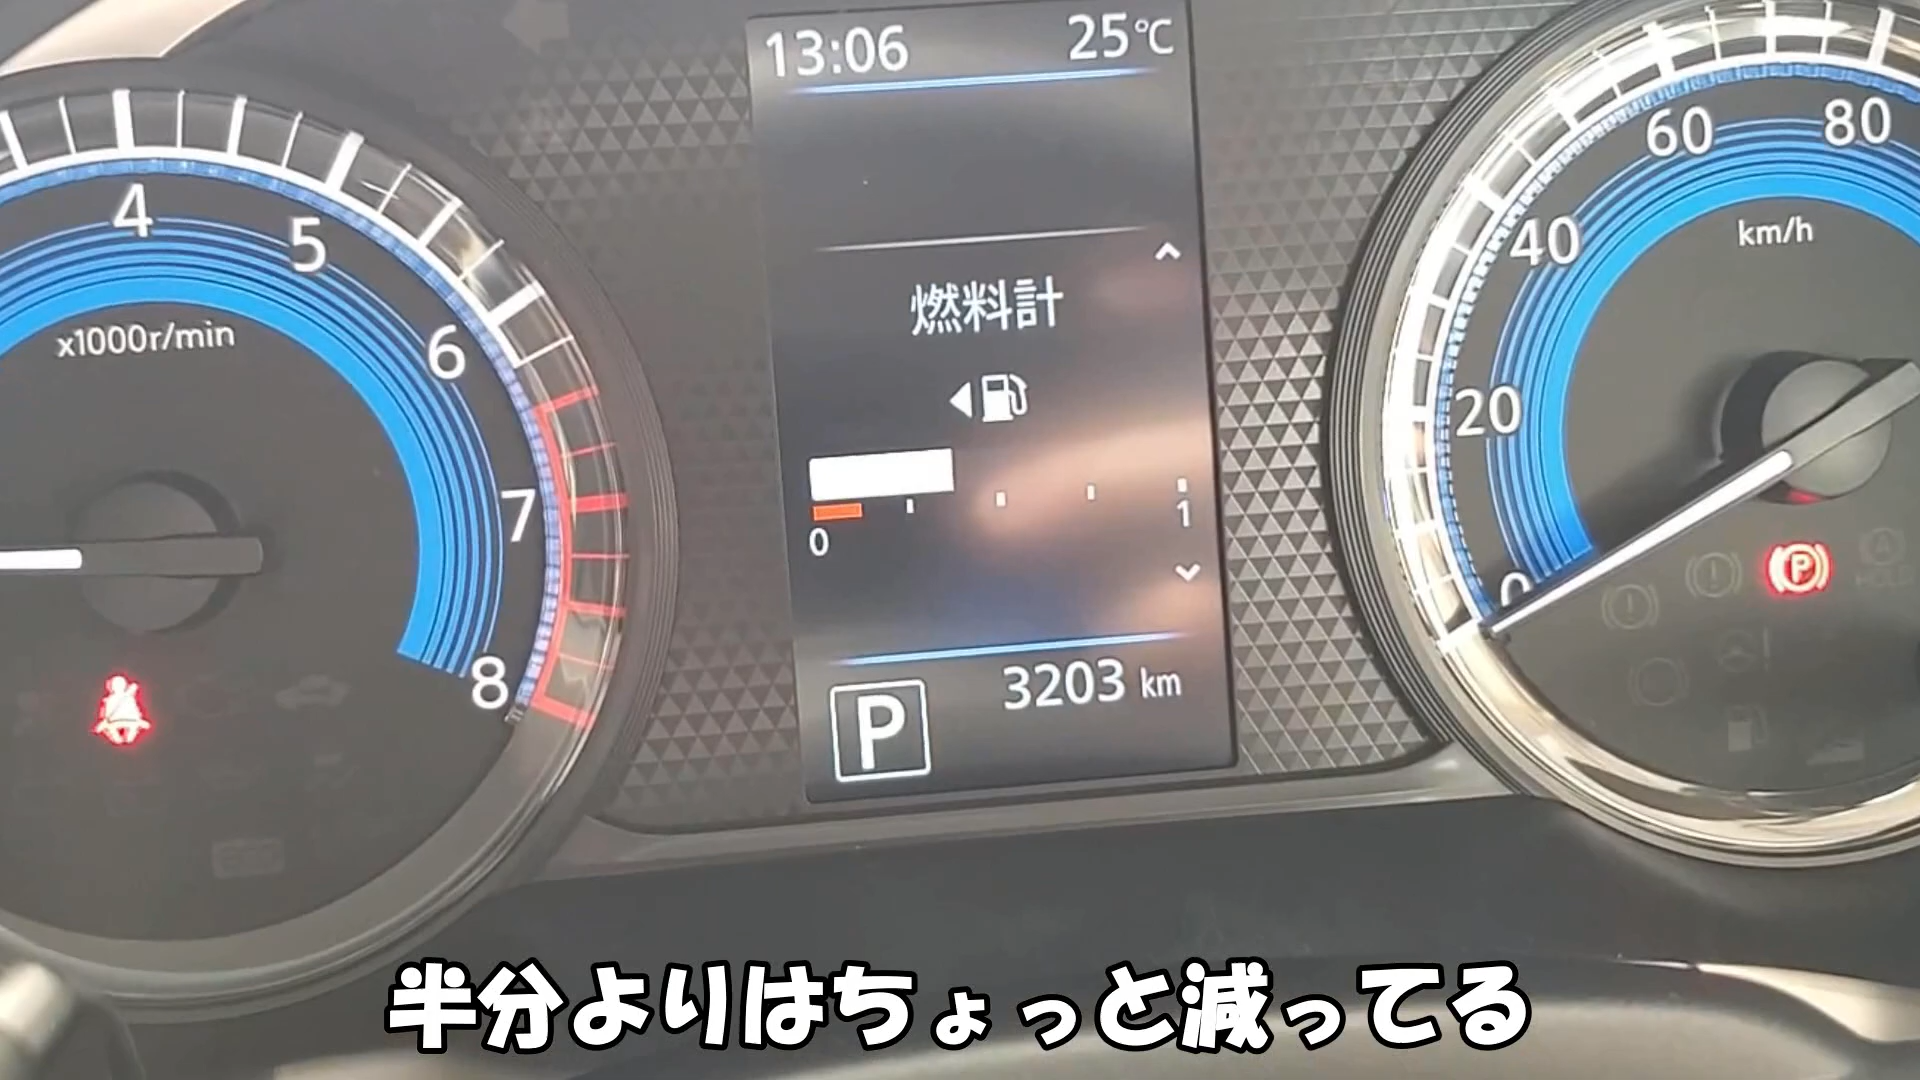 13:06 25℃
4 5 6 7 8
x1000r/min
燃料計
0 1
P 3203 km
0 20 40 60 80
km/h
P
半分よりはちょっと減ってる